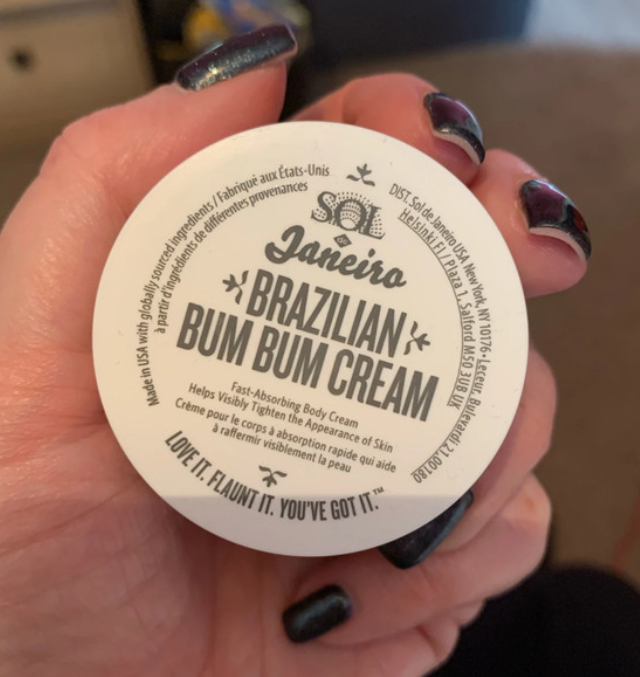 SOL
de
Janeiro
BRAZILIAN
BUM BUM CREAM
Fast-Absorbing Body Cream
Helps Visibly Tighten the Appearance of Skin
Crème pour le corps à absorption rapide qui aide
à raffermir visiblement la peau
LOVE IT. FLAUNT IT. YOU'VE GOT IT.™
Made in USA with globally sourced ingredients / Fabriqué aux États-Unis
à partir d'ingrédients de différentes provenances
DIST. Sol de Janeiro USA New York, NY 10176 • Leceur, Bulevardi 21, 00180
Helsinki FI / Plaza 1, Salford M50 3UB UK